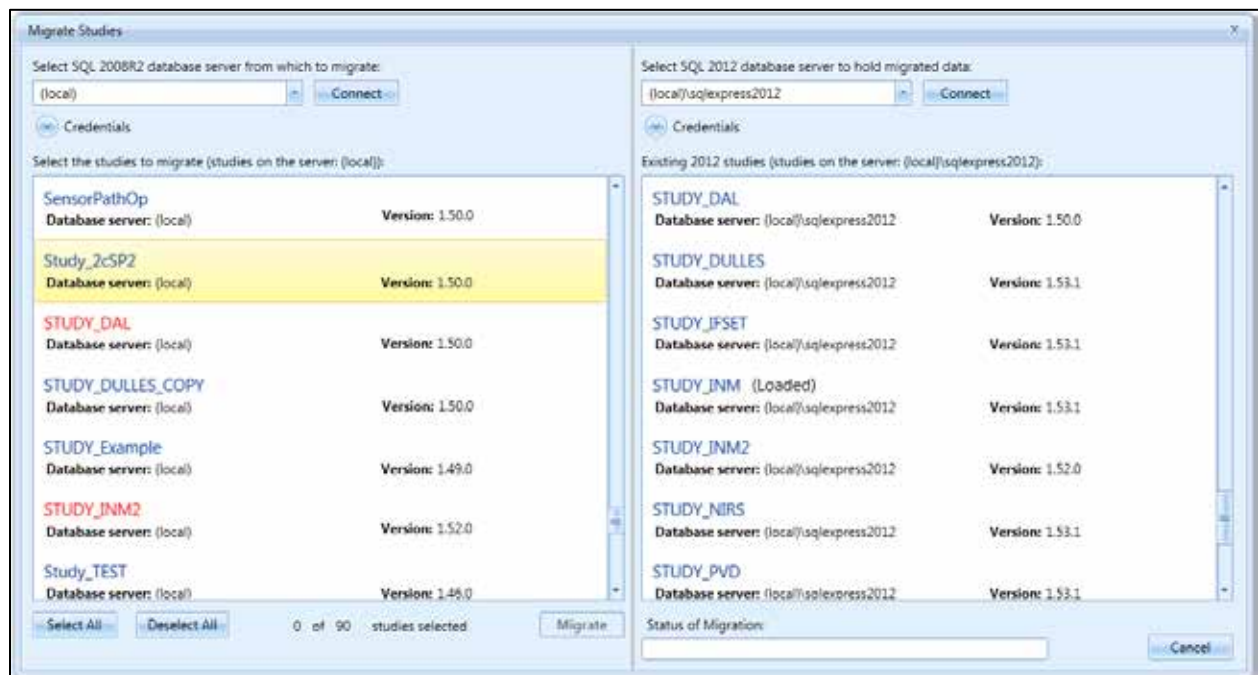 Migrate Studies
x
Select SQL 2008R2 database server from which to migrate:
(local)
Connect
Credentials
Select the studies to migrate (studies on the server: (local)):
SensorPathOp
Database server: (local)
Version: 1.50.0
Study_2cSP2
Database server: (local)
Version: 1.50.0
STUDY_DAL
Database server: (local)
Version: 1.50.0
STUDY_DULLES_COPY
Database server: (local)
Version: 1.50.0
STUDY_Example
Database server: (local)
Version: 1.49.0
STUDY_INM2
Database server: (local)
Version: 1.52.0
Study_TEST
Database server: (local)
Version: 1.46.0
Select All
Deselect All
0 of 90 studies selected
Migrate
Select SQL 2012 database server to hold migrated data:
(local)\sqlexpress2012
Connect
Credentials
Existing 2012 studies (studies on the server: (local)\sqlexpress2012):
STUDY_DAL
Database server: (local)\sqlexpress2012
Version: 1.50.0
STUDY_DULLES
Database server: (local)\sqlexpress2012
Version: 1.53.1
STUDY_IFSET
Database server: (local)\sqlexpress2012
Version: 1.53.1
STUDY_INM (Loaded)
Database server: (local)\sqlexpress2012
Version: 1.53.1
STUDY_INM2
Database server: (local)\sqlexpress2012
Version: 1.52.0
STUDY_NIRS
Database server: (local)\sqlexpress2012
Version: 1.53.1
STUDY_PVD
Database server: (local)\sqlexpress2012
Version: 1.53.1
Status of Migration:
Cancel